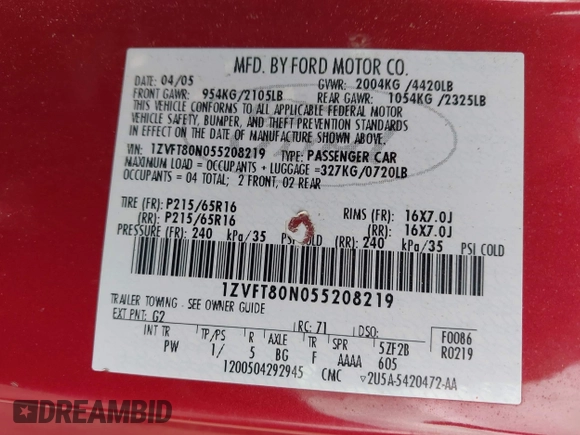 MFD. BY FORD MOTOR CO.
DATE: 04/05 GVWR: 2004KG /4420LB
FRONT GAWR: 954KG/2105LB REAR GAWR: 1054KG /2325LB
THIS VEHICLE CONFORMS TO ALL APPLICABLE FEDERAL MOTOR
VEHICLE SAFETY, BUMPER, AND THEFT PREVENTION STANDARDS
IN EFFECT ON THE DATE OF MANUFACTURE SHOWN ABOVE.
VIN: 1ZVFT80N055208219 TYPE: PASSENGER CAR
MAXIMUM LOAD = OCCUPANTS + LUGGAGE =327KG/0720LB
OCCUPANTS = 04 TOTAL; 2 FRONT, 02 REAR
TIRE (FR): P215/65R16 RIMS (FR): 16X7.0J
(RR): P215/65R16 (RR): 16X7.0J
PRESSURE (FR): 240 kPa/35 PSI COLD (RR): 240 kPa/35 PSI COLD
1ZVFT80N055208219
TRAILER TOWING - SEE OWNER GUIDE
EXT PNT: G2 RC: 71 DSO: F0086
INT TR TP/PS R AXLE TR SPR 5ZF2B R0219
PW 1/ 5 BG F AAAA 605
1200504292945 CMC ▽2U5A-5420472-AA
DREAMBID